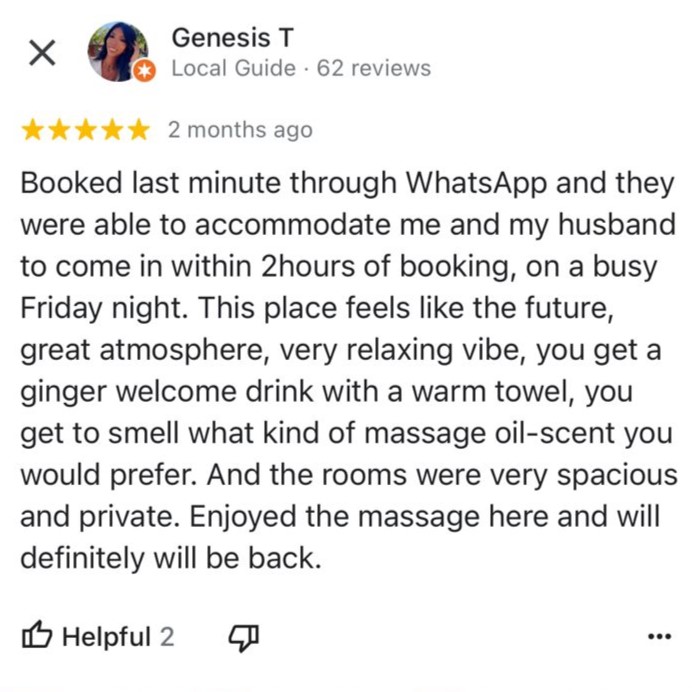 Genesis T
Local Guide · 62 reviews
2 months ago
Booked last minute through WhatsApp and they
were able to accommodate me and my husband
to come in within 2hours of booking, on a busy
Friday night. This place feels like the future,
great atmosphere, very relaxing vibe, you get a
ginger welcome drink with a warm towel, you
get to smell what kind of massage oil-scent you
would prefer. And the rooms were very spacious
and private. Enjoyed the massage here and will
definitely will be back.
Helpful 2